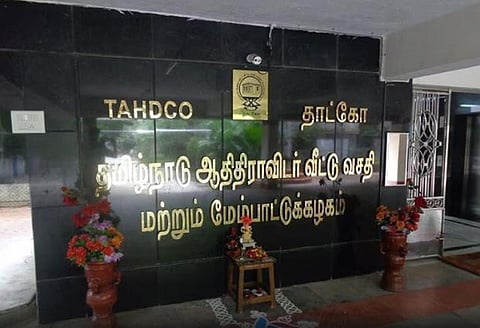 TAHDCO தாட்கோ
தமிழ்நாடு ஆதிதிராவிடர் வீட்டு வசதி
மற்றும் மேம்பாட்டுக்கழகம்